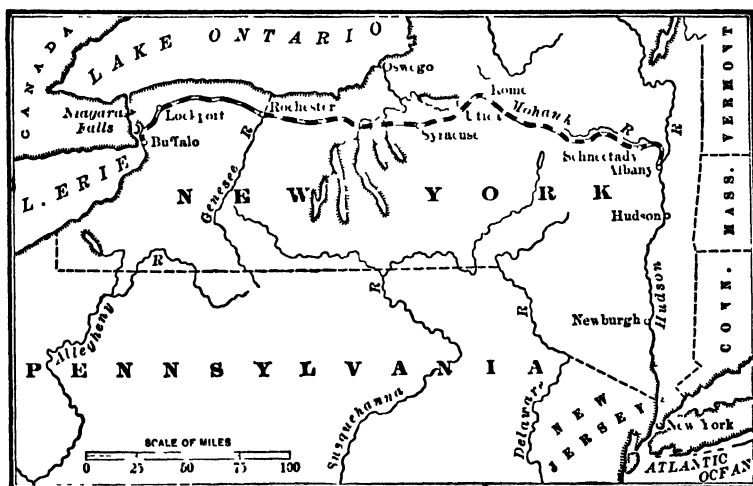 CANADA
LAKE ONTARIO
VERMONT
Oswego
Rome
Niagara
Falls
Lockport
Rochester
Utica
Mohawk
R
R
Buffalo
R
Syracuse
Schnectady
Albany
L. ERIE
Genesee
NEW YORK
MASS.
Hudson
R
R
R
Hudson
CONN.
Newburgh
Allegheny
PENNSYLVANIA
Susquehanna
Delaware
NEW
JERSEY
New York
SCALE OF MILES
0 25 50 75 100
ATLANTIC
OCEAN